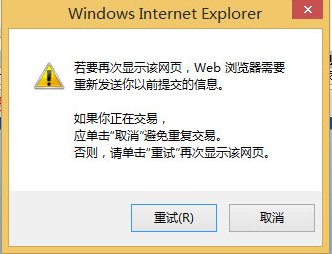 Windows Internet Explorer
若要再次显示该网页，Web 浏览器需要
重新发送你以前提交的信息。
如果你正在交易，
应单击“取消”避免重复交易。
否则，请单击“重试”再次显示该网页。
重试(R)
取消